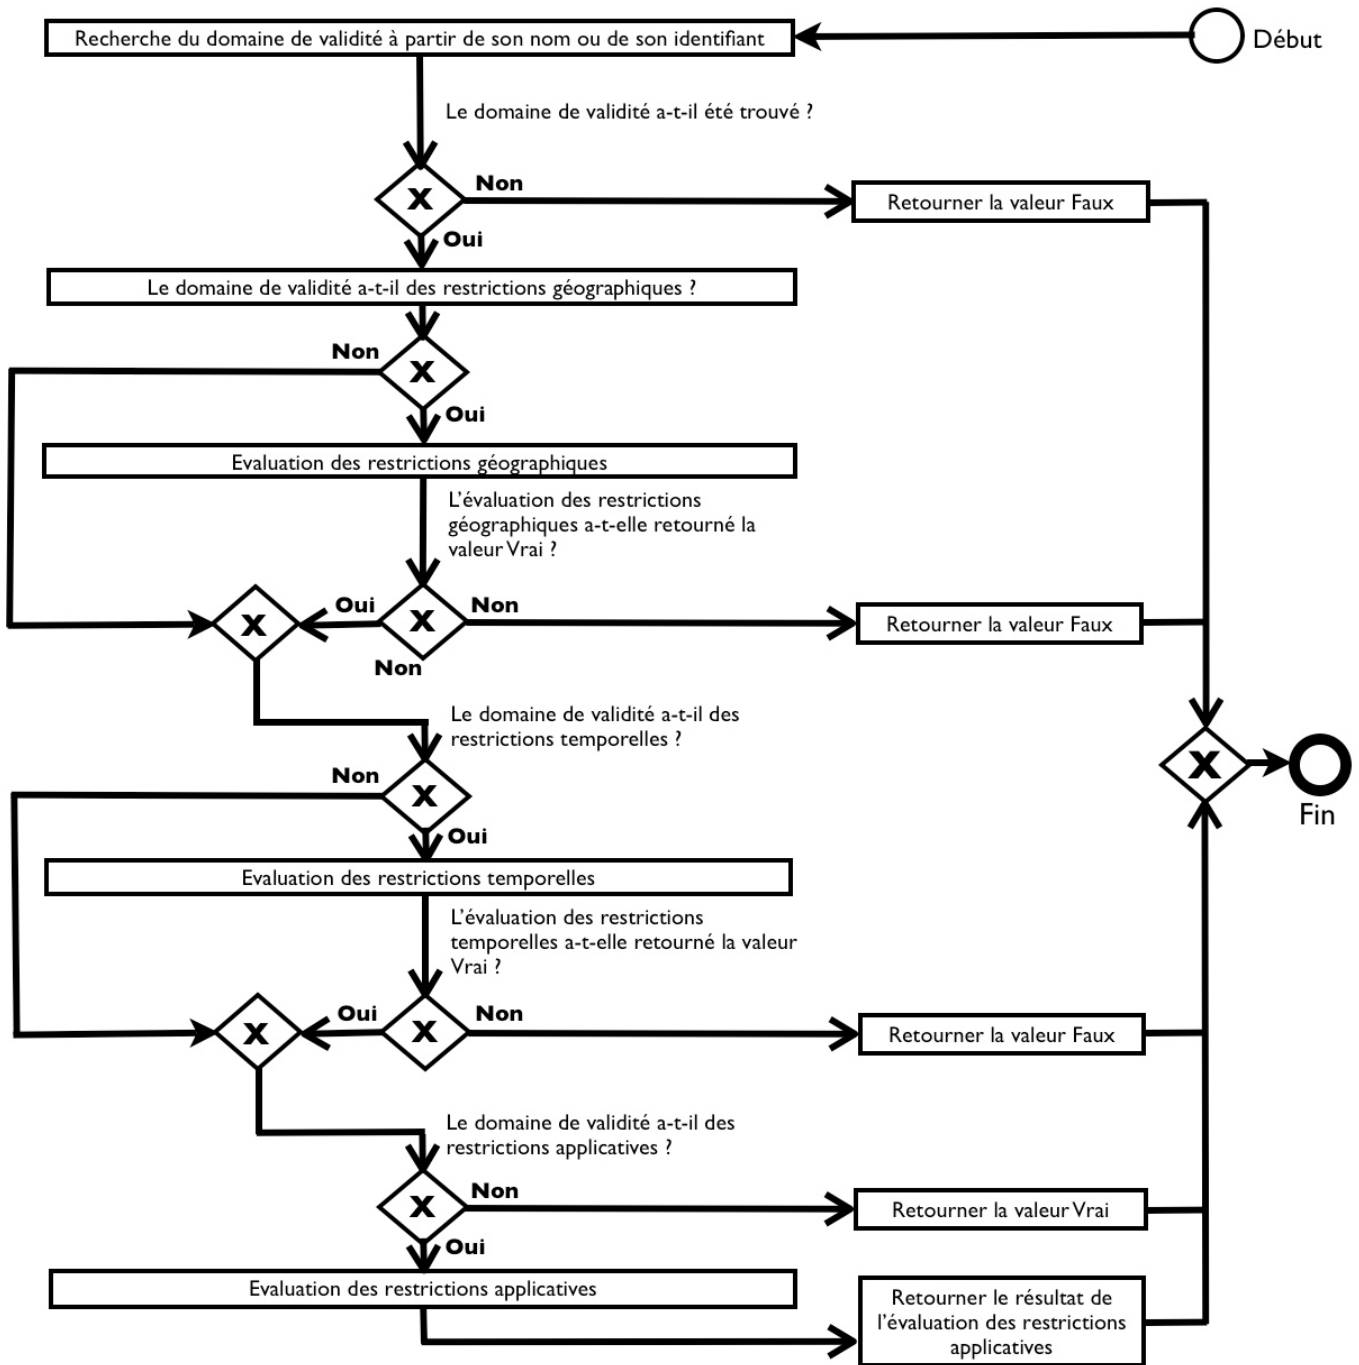 Recherche du domaine de validité à partir de son nom ou de son identifiant
Début
Le domaine de validité a-t-il été trouvé ?
X
Non
Retourner la valeur Faux
Oui
Le domaine de validité a-t-il des restrictions géographiques ?
Non
X
Oui
Evaluation des restrictions géographiques
L'évaluation des restrictions
géographiques a-t-elle retourné la
valeur Vrai ?
X
Oui
X
Non
Retourner la valeur Faux
Non
Le domaine de validité a-t-il des
restrictions temporelles ?
X
Fin
Non
X
Oui
Evaluation des restrictions temporelles
L'évaluation des restrictions
temporelles a-t-elle retourné la valeur
Vrai ?
X
Oui
X
Non
Retourner la valeur Faux
Le domaine de validité a-t-il des
restrictions applicatives ?
X
Non
Retourner la valeur Vrai
Oui
Evaluation des restrictions applicatives
Retourner le résultat de
l'évaluation des restrictions
applicatives